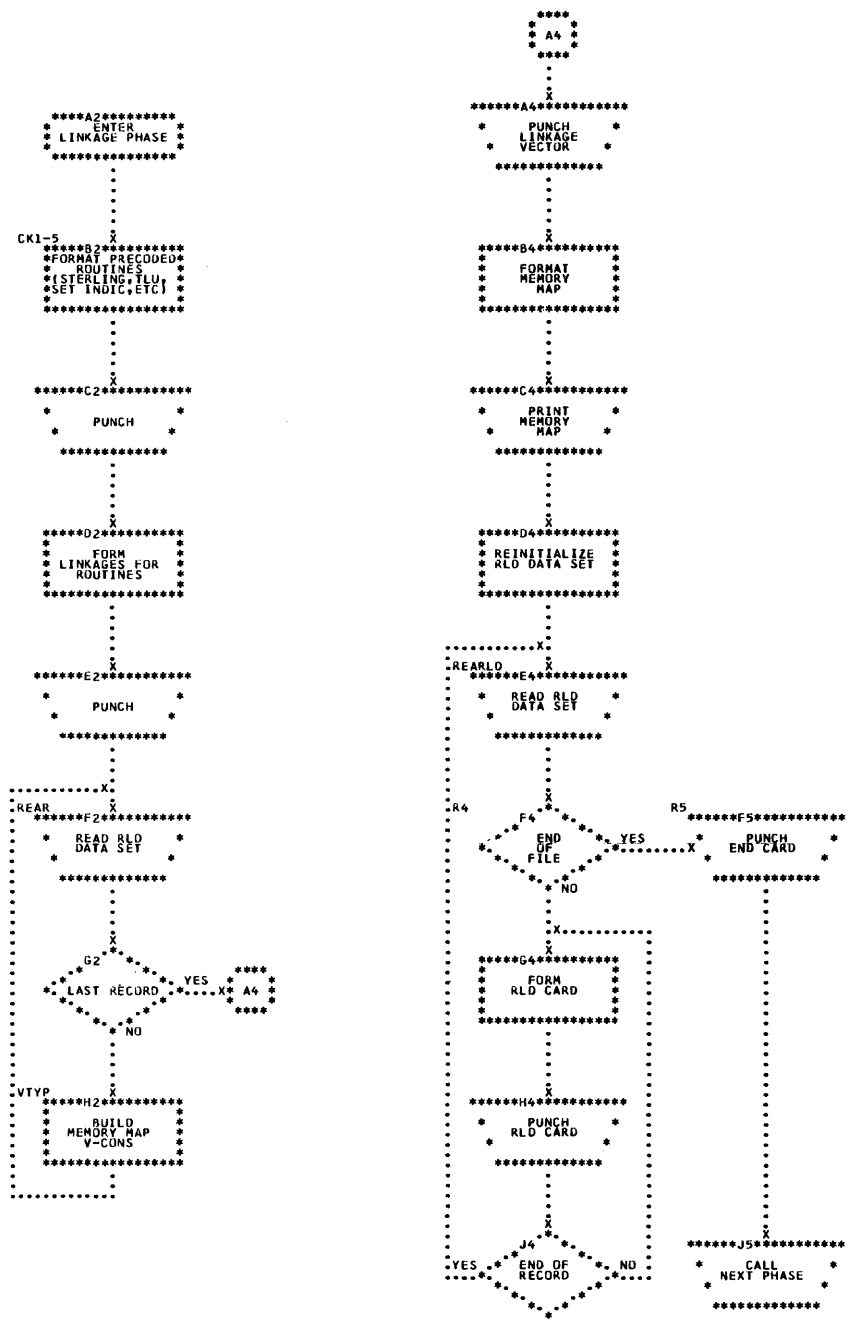 A2
ENTER
LINKAGE PHASE
CK1-5
B2
FORMAT PRECODED
ROUTINES
(STERLING,TLU,
SET INDIC,ETC)
C2
PUNCH
D2
FORM
LINKAGES FOR
ROUTINES
E2
PUNCH
REAR
F2
READ RLD
DATA SET
G2
LAST RECORD
YES
A4
NO
VTYP
H2
BUILD
MEMORY MAP
V-CONS
A4
A4
PUNCH
LINKAGE
VECTOR
B4
FORMAT
MEMORY
MAP
C4
PRINT
MEMORY
MAP
D4
REINITIALIZE
RLD DATA SET
REARLD
E4
READ RLD
DATA SET
R4
F4
END
OF
FILE
YES
NO
G4
FORM
RLD CARD
H4
PUNCH
RLD CARD
J4
YES
END OF
RECORD
NO
R5
F5
PUNCH
END CARD
J5
CALL
NEXT PHASE